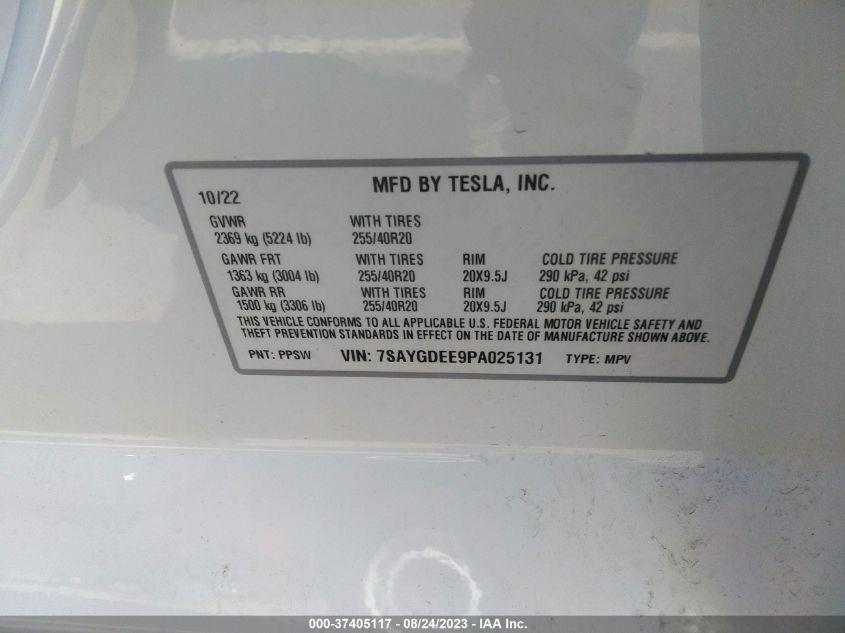 MFD BY TESLA, INC.
10/22
GVWR WITH TIRES
2369 kg (5224 lb) 255/40R20
GAWR FRT WITH TIRES RIM COLD TIRE PRESSURE
1363 kg (3004 lb) 255/40R20 20X9.5J 290 kPa, 42 psi
GAWR RR WITH TIRES RIM COLD TIRE PRESSURE
1500 kg (3306 lb) 255/40R20 20X9.5J 290 kPa, 42 psi
THIS VEHICLE CONFORMS TO ALL APPLICABLE U.S. FEDERAL MOTOR VEHICLE SAFETY AND
THEFT PREVENTION STANDARDS IN EFFECT ON THE DATE OF MANUFACTURE SHOWN ABOVE.
PNT: PPSW VIN: 7SAYGDEE9PA025131 TYPE: MPV
000-37405117 - 08/24/2023 - IAA Inc.